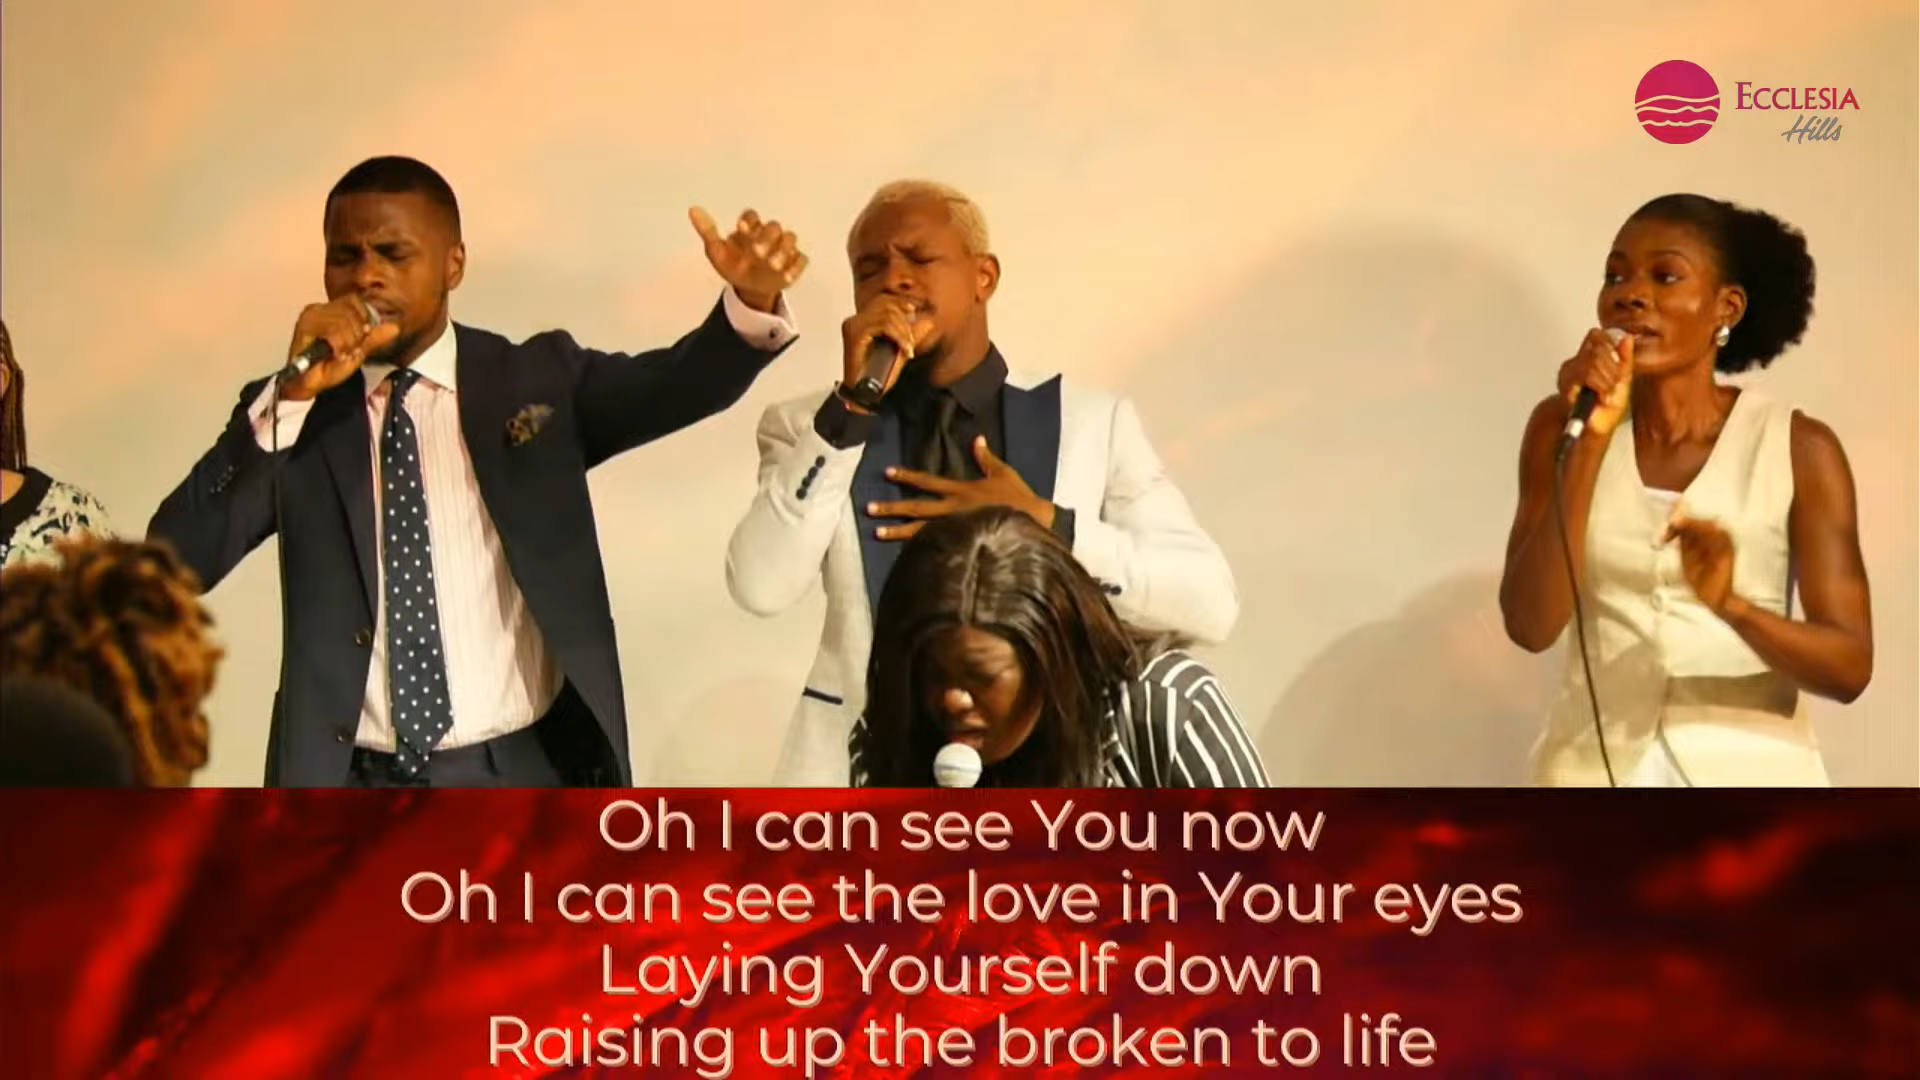 ECCLESIA
Hills
Oh I can see You now
Oh I can see the love in Your eyes
Laying Yourself down
Raising up the broken to life